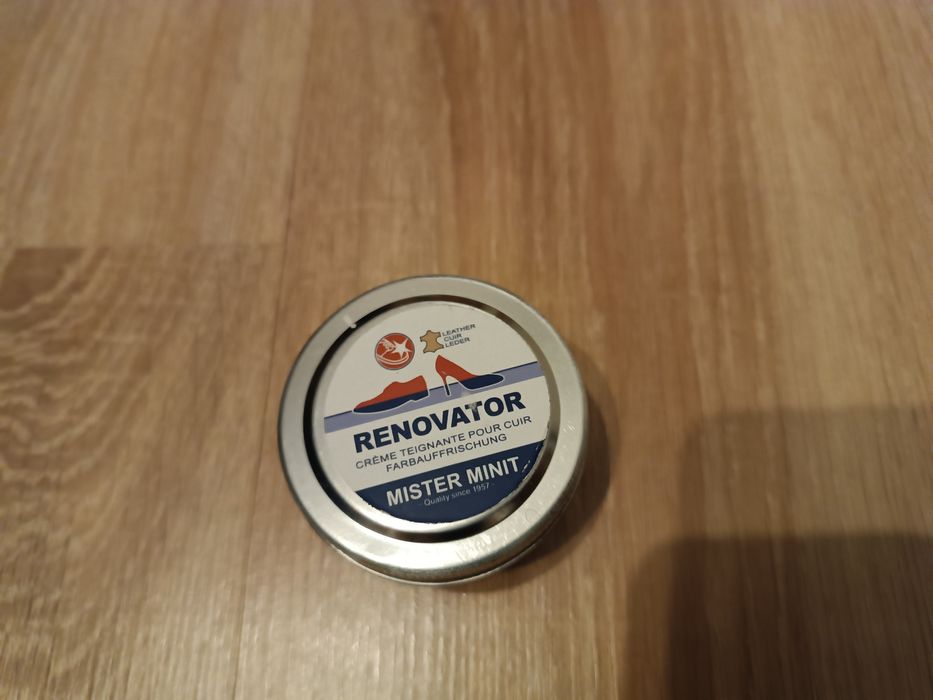 LEATHER
CUIR
LEDER
RENOVATOR
CRÈME TEIGNANTE POUR CUIR
FARBAUFFRISCHUNG
MISTER MINIT
- Quality since 1957 -